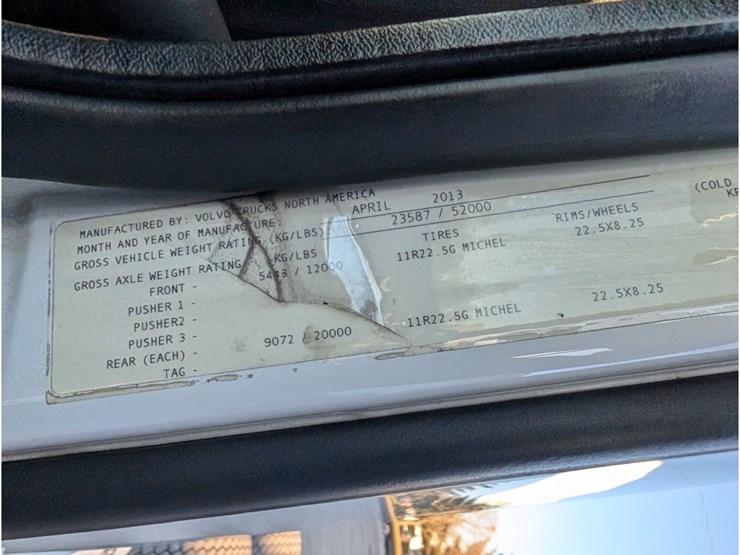 MANUFACTURED BY: VOLVO TRUCKS NORTH AMERICA
MONTH AND YEAR OF MANUFACTURE: APRIL 2013
GROSS VEHICLE WEIGHT RATING (KG/LBS) 23587 / 52000
GROSS AXLE WEIGHT RATING KG/LBS TIRES RIMS/WHEELS (COLD
FRONT - 5443 / 12000 11R22.5G MICHEL 22.5X8.25
PUSHER 1 -
PUSHER2 -
PUSHER 3 -
REAR (EACH) - 9072 / 20000 11R22.5G MICHEL 22.5X8.25
TAG -